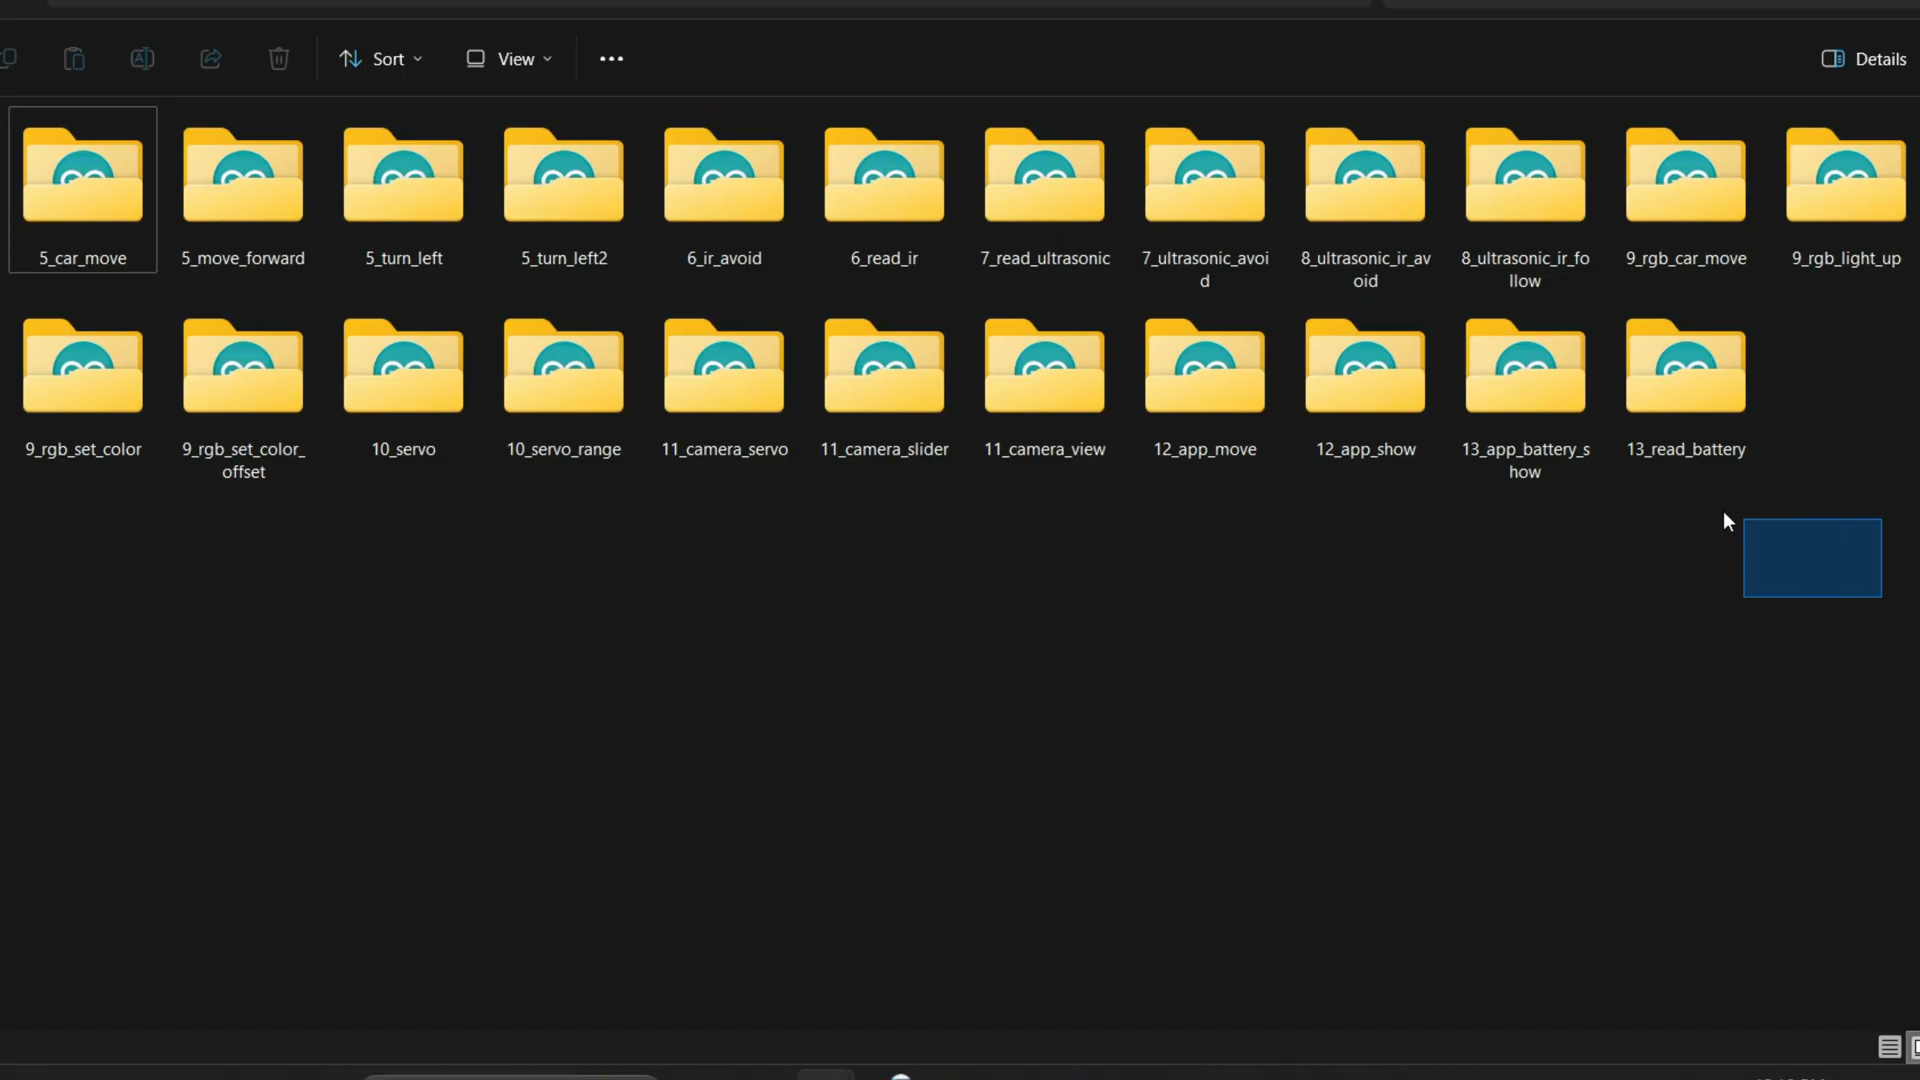 Sort
View
Details
5_car_move
5_move_forward
5_turn_left
5_turn_left2
6_ir_avoid
6_read_ir
7_read_ultrasonic
7_ultrasonic_avoi
d
8_ultrasonic_ir_av
oid
8_ultrasonic_ir_fo
llow
9_rgb_car_move
9_rgb_light_up
9_rgb_set_color
9_rgb_set_color_
offset
10_servo
10_servo_range
11_camera_servo
11_camera_slider
11_camera_view
12_app_move
12_app_show
13_app_battery_s
how
13_read_battery